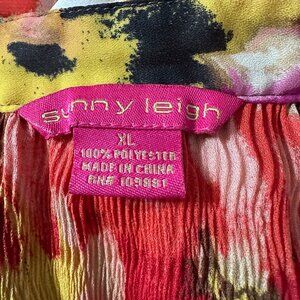 sunny leigh
XL
100% POLYESTER
MADE IN CHINA
RN# 109881